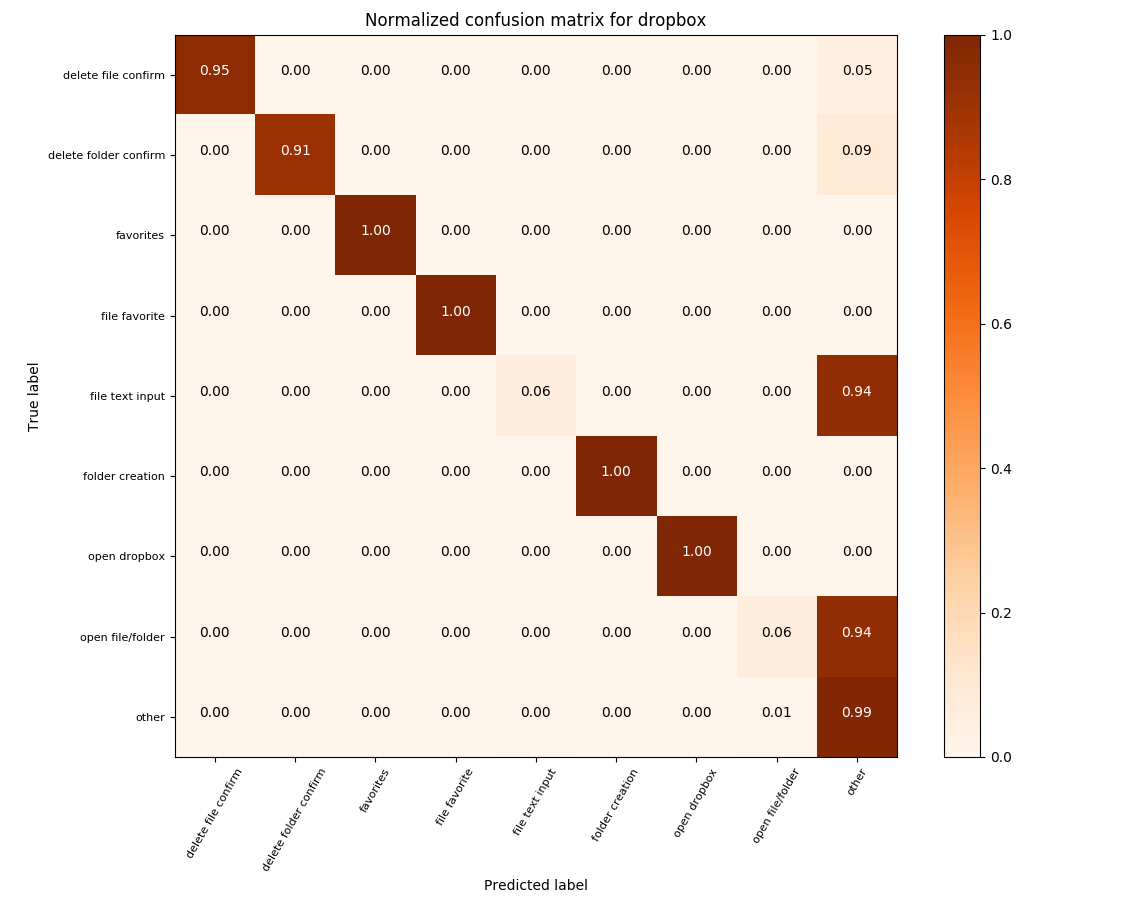 Normalized confusion matrix for dropbox
delete file confirm 0.95 0.00 0.00 0.00 0.00 0.00 0.00 0.00 0.05
delete folder confirm 0.00 0.91 0.00 0.00 0.00 0.00 0.00 0.00 0.09
favorites 0.00 0.00 1.00 0.00 0.00 0.00 0.00 0.00 0.00
file favorite 0.00 0.00 0.00 1.00 0.00 0.00 0.00 0.00 0.00
file text input 0.00 0.00 0.00 0.00 0.06 0.00 0.00 0.00 0.94
folder creation 0.00 0.00 0.00 0.00 0.00 1.00 0.00 0.00 0.00
open dropbox 0.00 0.00 0.00 0.00 0.00 0.00 1.00 0.00 0.00
open file/folder 0.00 0.00 0.00 0.00 0.00 0.00 0.00 0.06 0.94
other 0.00 0.00 0.00 0.00 0.00 0.00 0.00 0.01 0.99
True label
delete file confirm
delete folder confirm
favorites
file favorite
file text input
folder creation
open dropbox
open file/folder
other
Predicted label
1.0
0.8
0.6
0.4
0.2
0.0